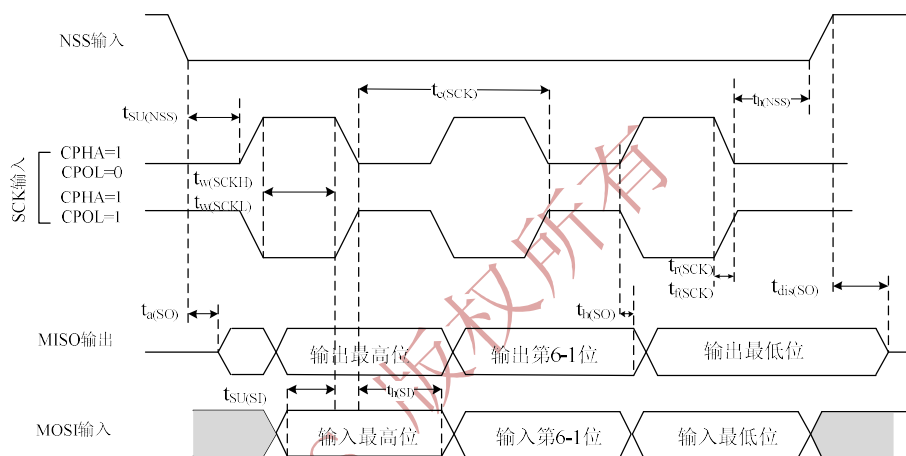 NSS输入
tc(SCK)
th(NSS)
tSU(NSS)
SCK输入
CPHA=1
CPOL=0
CPHA=1
CPOL=1
tw(SCKH)
tw(SCKL)
tr(SCK)
tf(SCK)
ta(SO)
th(SO)
tdis(SO)
MISO输出
输出最高位
输出第6-1位
输出最低位
tSU(SI)
th(SI)
MOSI输入
输入最高位
输入第6-1位
输入最低位
版权所有